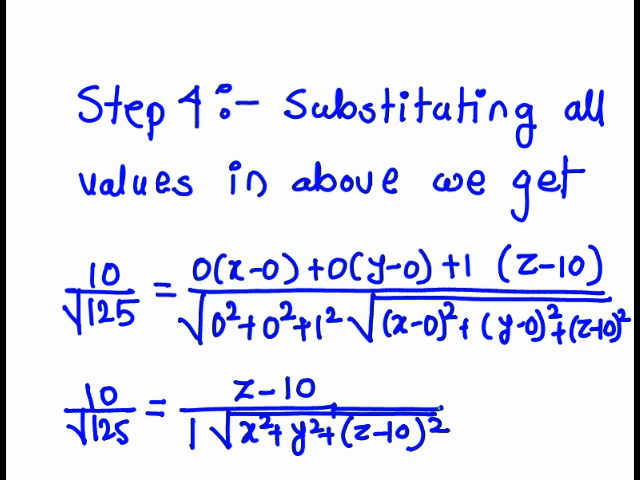 Step 4:- Substituting all
values in above we get
10/√125 = 0(x-0)+0(y-0)+1 (z-10)/√0²+0²+1² √(x-0)²+(y-0)²+(z-10)²
10/√125 = z-10/1√x²+y²+(z-10)²